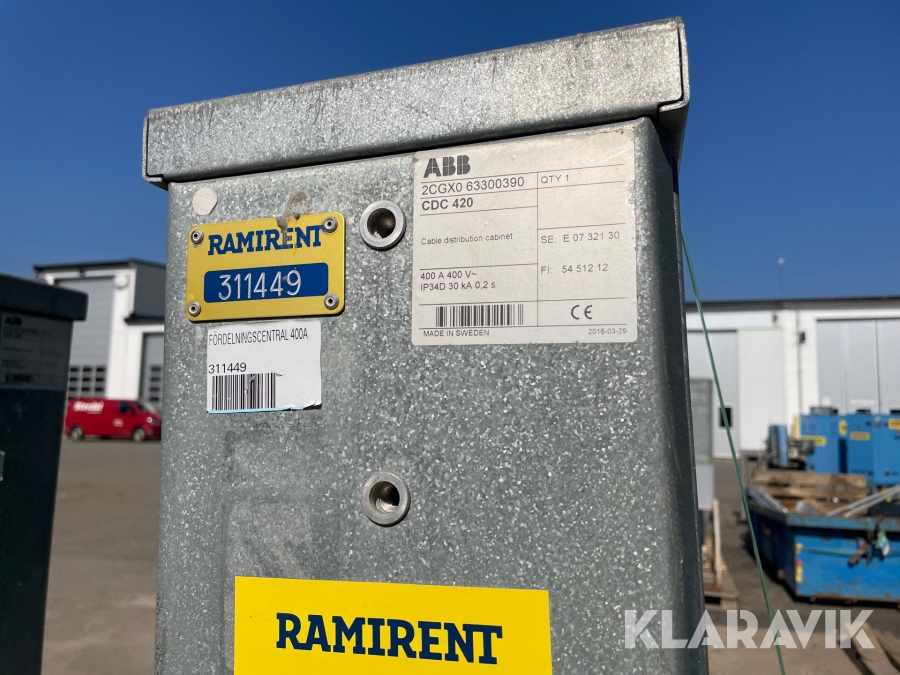 ABB
2CGX0 63300390
CDC 420
QTY 1
Cable distribution cabinet
SE: E 07 321 30
400 A 400 V~
IP34D 30 kA 0,2 s
FI: 54 512 12
CE
MADE IN SWEDEN
2016-03-29
RAMIRENT
311449
FÖRDELNINGSCENTRAL 400A
311449
RAMIRENT
ABB
KLARAVIK